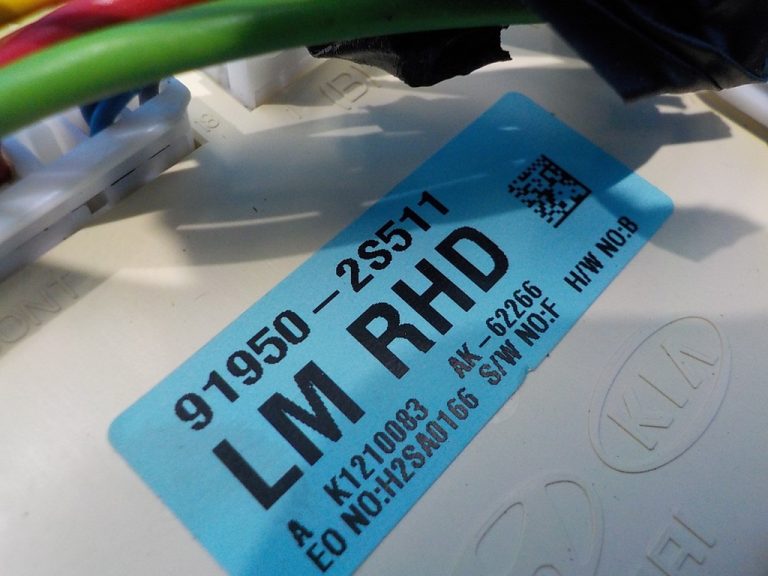 91950-2S511
LM RHD
A K1210083 AK-62266
EO NO:H2SA0166 S/W NO:F H/W NO:B
KIA